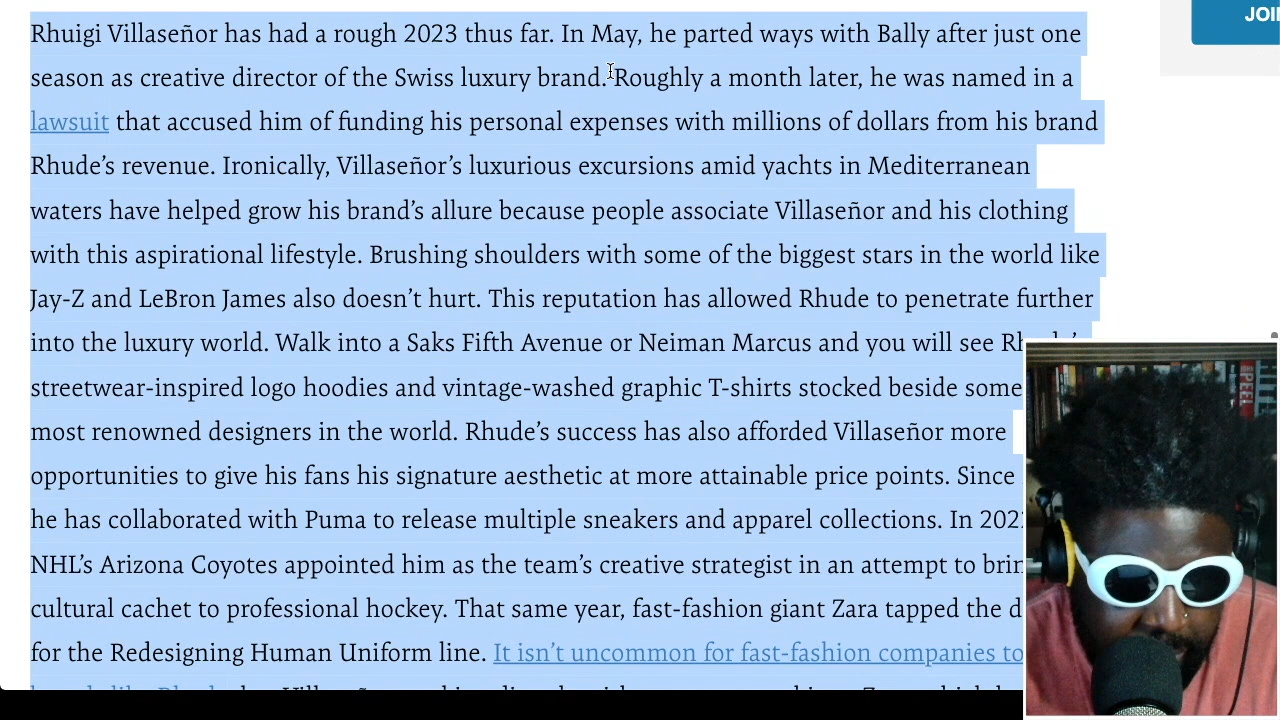 JOIN
Rhuigi Villaseñor has had a rough 2023 thus far. In May, he parted ways with Bally after just one
season as creative director of the Swiss luxury brand. Roughly a month later, he was named in a
lawsuit that accused him of funding his personal expenses with millions of dollars from his brand
Rhude’s revenue. Ironically, Villaseñor’s luxurious excursions amid yachts in Mediterranean
waters have helped grow his brand’s allure because people associate Villaseñor and his clothing
with this aspirational lifestyle. Brushing shoulders with some of the biggest stars in the world like
Jay-Z and LeBron James also doesn’t hurt. This reputation has allowed Rhude to penetrate further
into the luxury world. Walk into a Saks Fifth Avenue or Neiman Marcus and you will see
streetwear-inspired logo hoodies and vintage-washed graphic T-shirts stocked beside some
most renowned designers in the world. Rhude’s success has also afforded Villaseñor more
opportunities to give his fans his signature aesthetic at more attainable price points. Since
he has collaborated with Puma to release multiple sneakers and apparel collections. In
NHL’s Arizona Coyotes appointed him as the team’s creative strategist in an attempt to
cultural cachet to professional hockey. That same year, fast-fashion giant Zara tapped the
for the Redesigning Human Uniform line. It isn’t uncommon for fast-fashion companies to